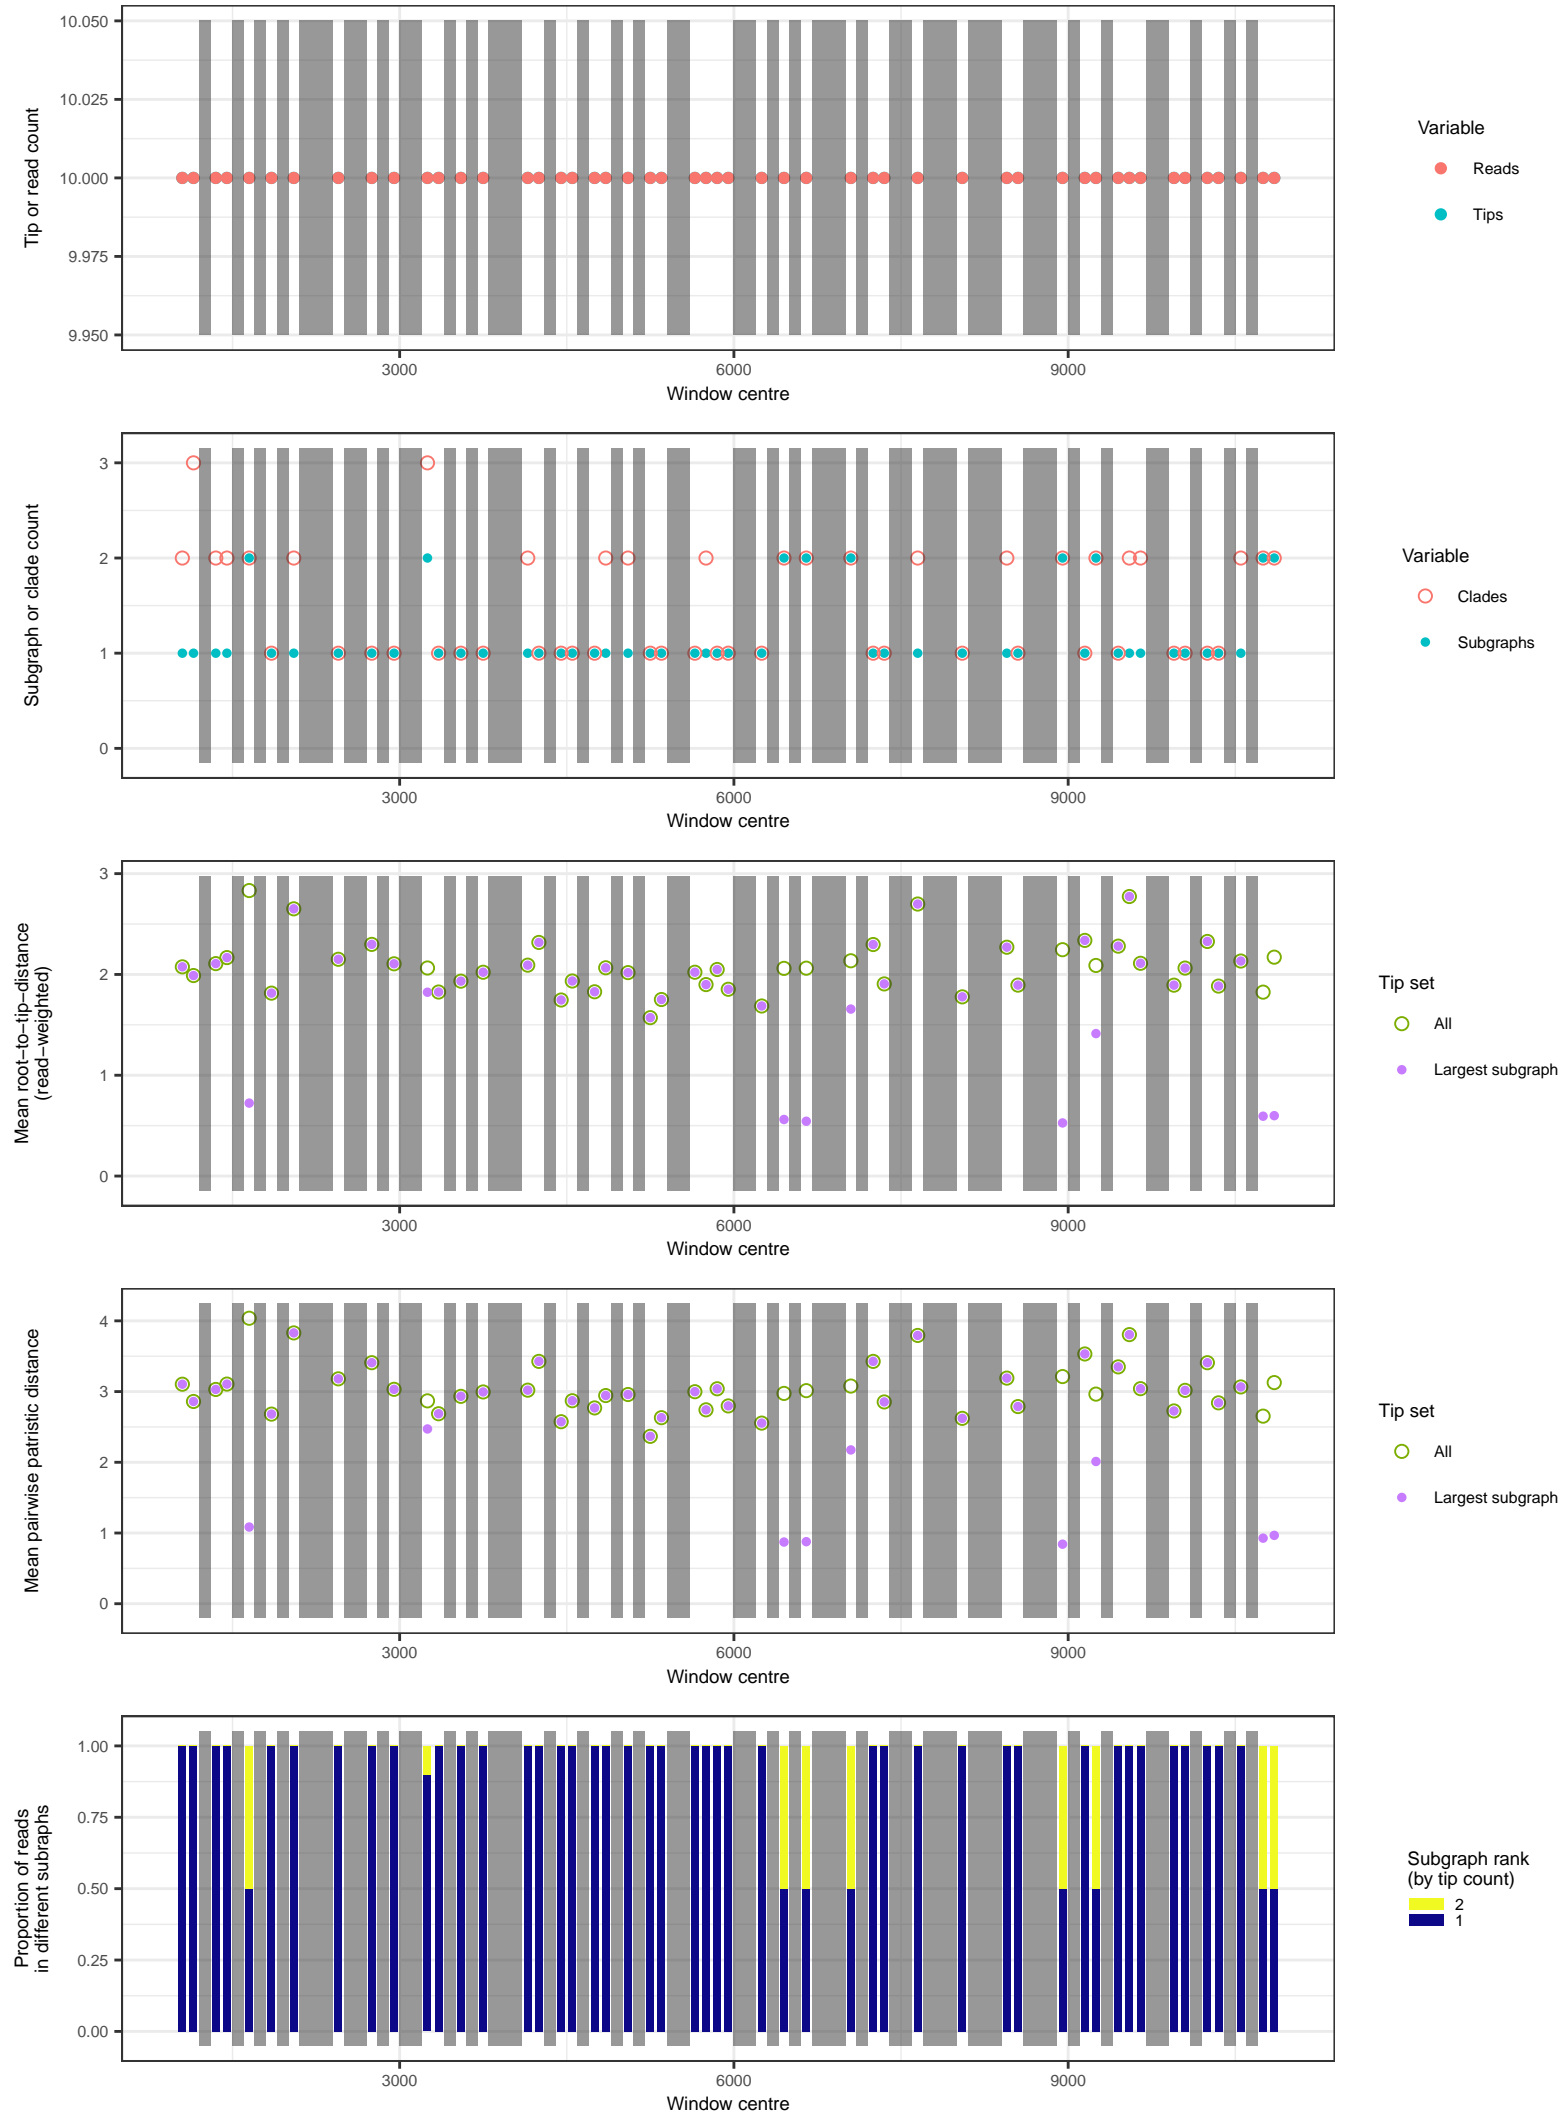 10.050
10.025
10.000
9.975
9.950
Tip or read count
3000
6000
9000
Window centre
Variable
Reads
Tips
3
2
1
0
Subgraph or clade count
3000
6000
9000
Window centre
Variable
Clades
Subgraphs
3
2
1
0
Mean root−to−tip−distance
(read−weighted)
3000
6000
9000
Window centre
Tip set
All
Largest subgraph
4
3
2
1
0
Mean pairwise patristic distance
3000
6000
9000
Window centre
Tip set
All
Largest subgraph
1.00
0.75
0.50
0.25
0.00
Proportion of reads
in different subraphs
3000
6000
9000
Window centre
Subgraph rank
(by tip count)
2
1